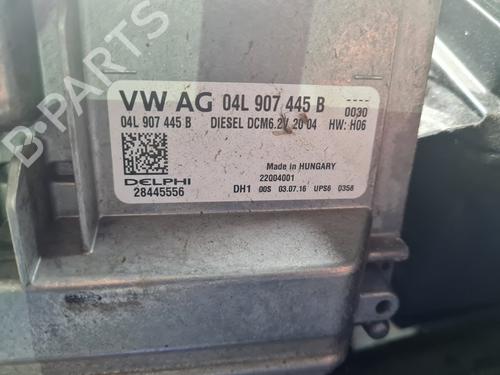 VW AG 04L 907 445 B -----
0030
04L 907 445 B DIESEL DCM6.2V 20 04 HW: H06
Made in HUNGARY
22004001
DELPHI
28445556
DH1 00S 03.07.16 UPS6 0358
B-PARTS